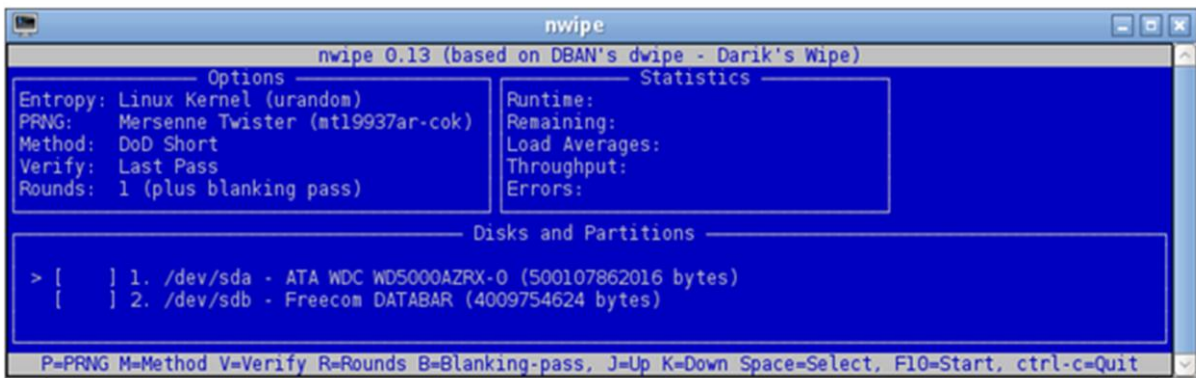 nwipe
nwipe 0.13 (based on DBAN's dwipe - Darik's Wipe)
Options
Entropy: Linux Kernel (urandom)
PRNG: Mersenne Twister (mt19937ar-cok)
Method: DoD Short
Verify: Last Pass
Rounds: 1 (plus blanking pass)
Statistics
Runtime:
Remaining:
Load Averages:
Throughput:
Errors:
Disks and Partitions
> [ ] 1. /dev/sda - ATA WDC WD5000AZRX-0 (500107862016 bytes)
[ ] 2. /dev/sdb - Freecom DATABAR (4009754624 bytes)
P=PRNG M=Method V=Verify R=Rounds B=Blanking-pass, J=Up K=Down Space=Select, F10=Start, ctrl-c=Quit